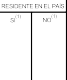 RESIDENTE EN EL PAÍS
SÍ (1) NO (1)